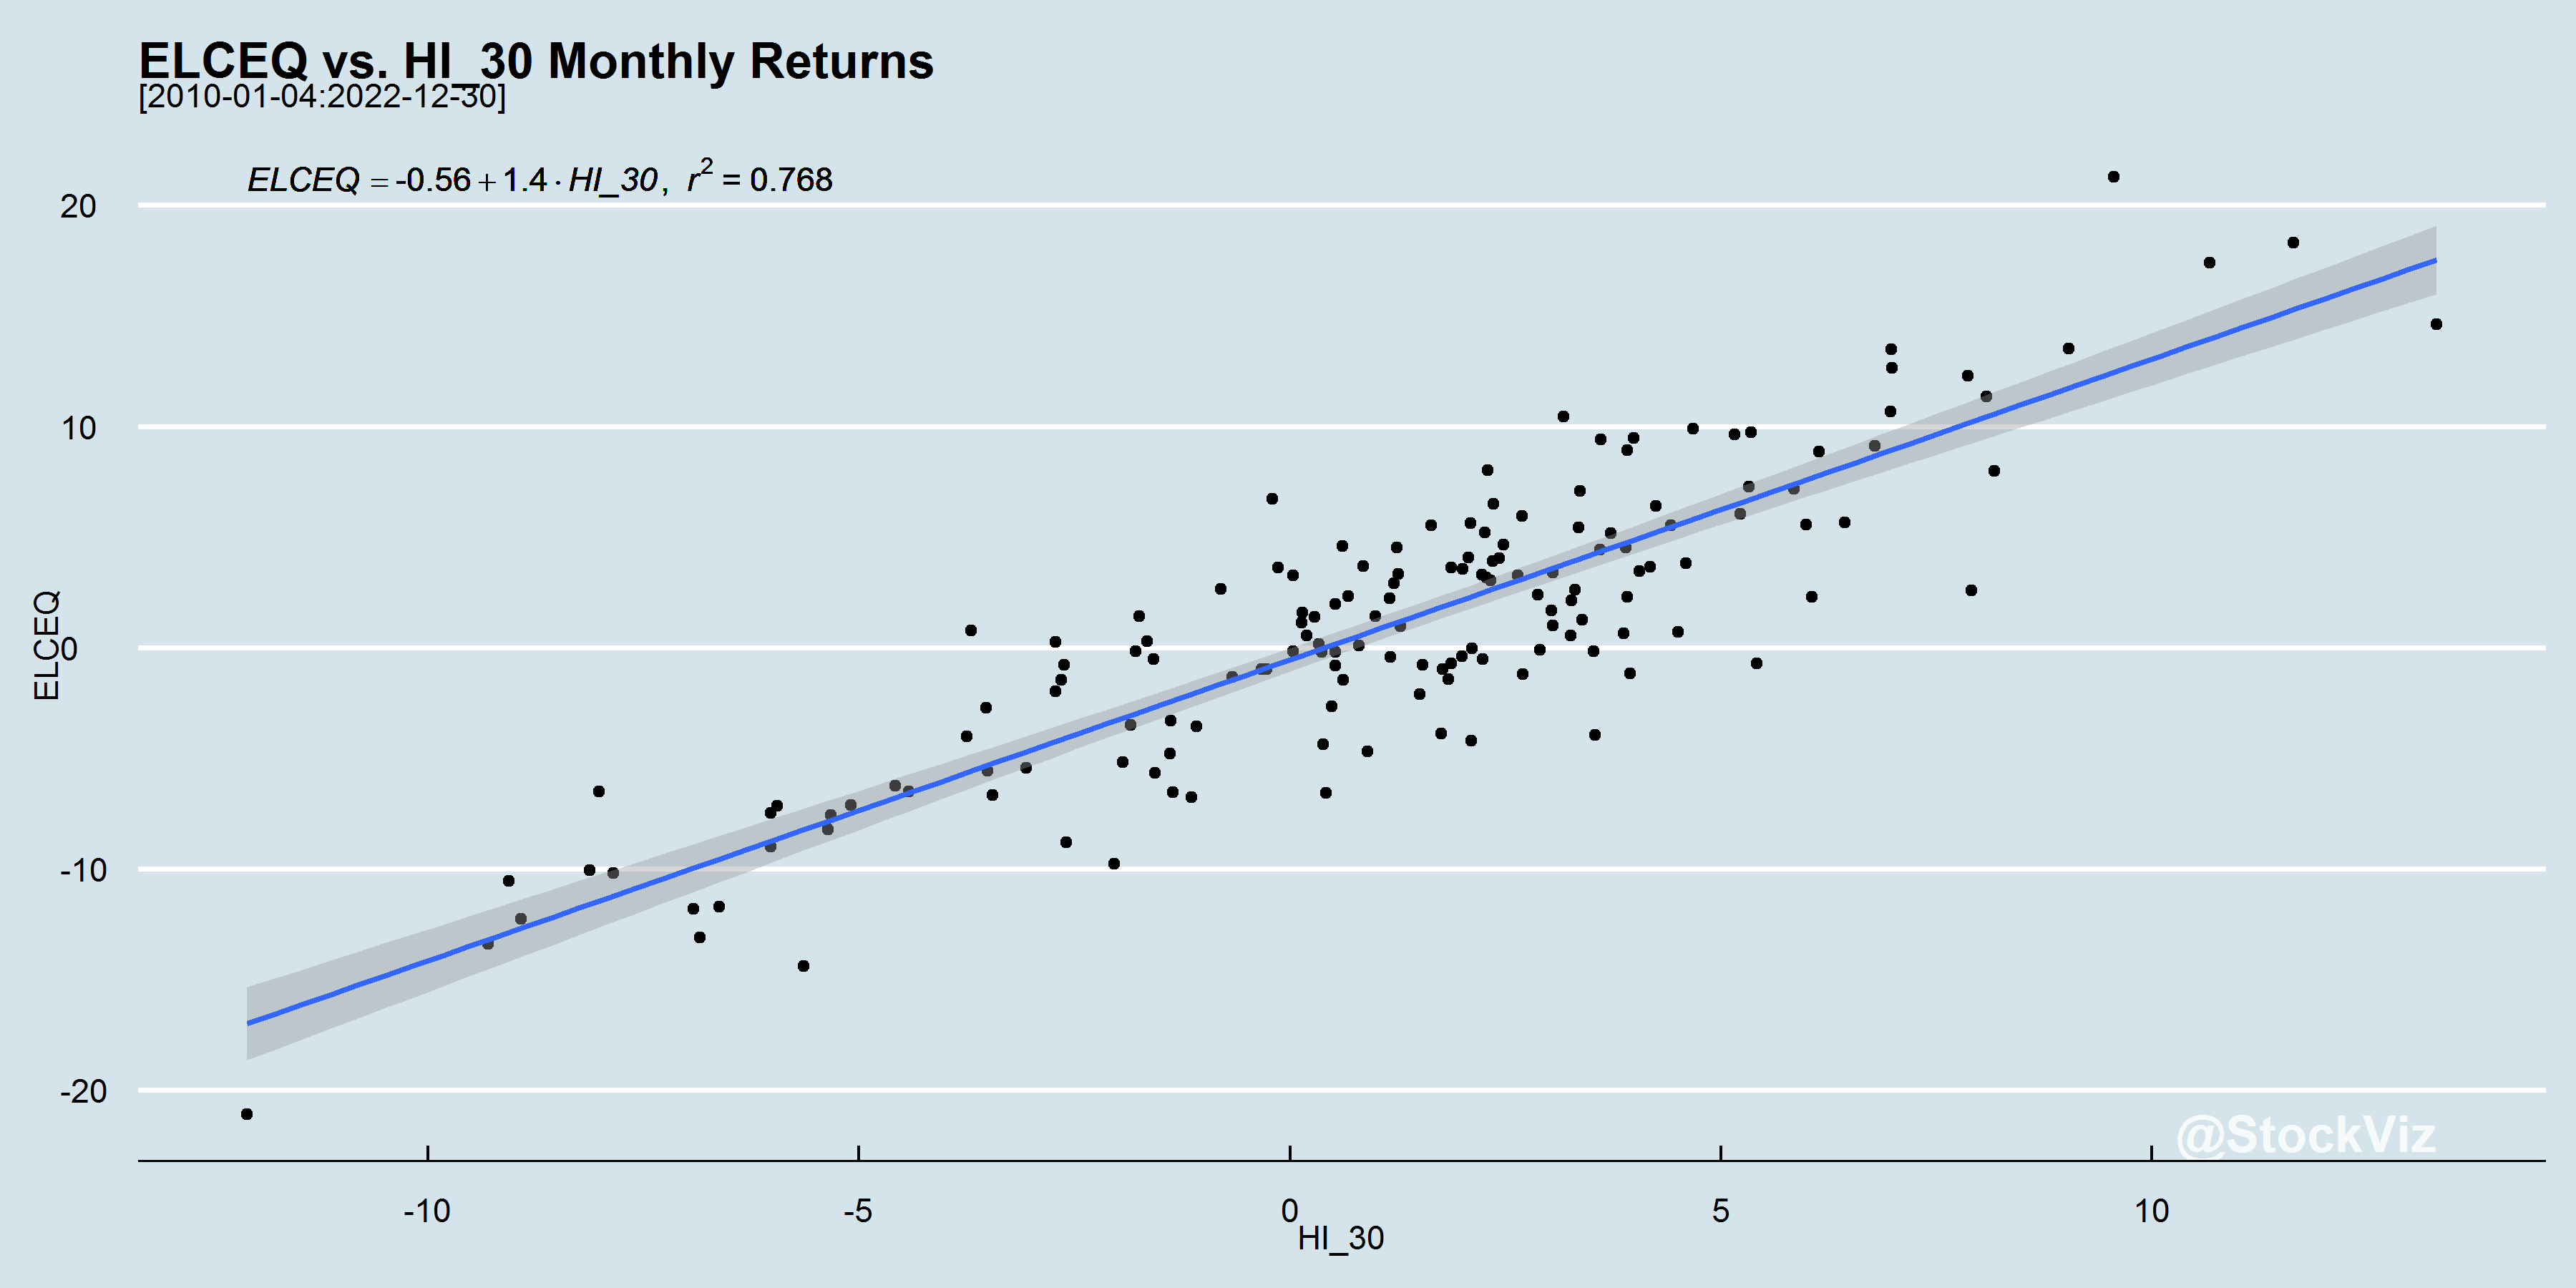 ELCEQ vs. HI_30 Monthly Returns
[2010-01-04:2022-12-30]
ELCEQ = -0.56 + 1.4 · HI_30, r² = 0.768
20
10
0
-10
-20
ELCEQ
@StockViz
-10
-5
0
5
10
HI_30